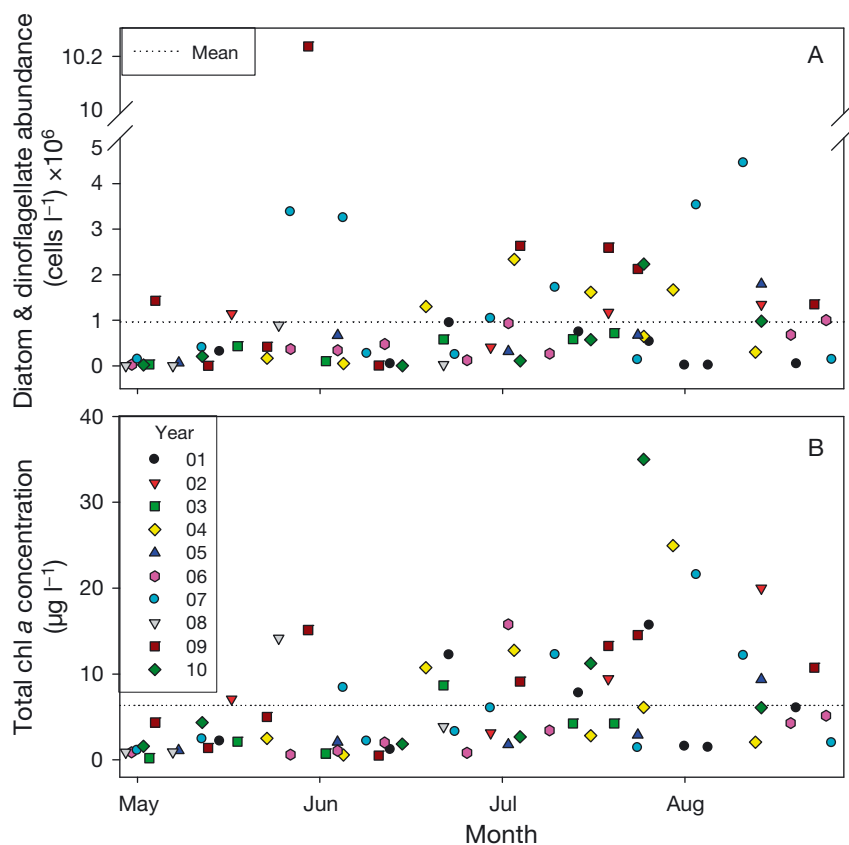 Diatom & dinoflagellate abundance
(cells l⁻¹) ×10⁶
Mean
A
10.2
10
5
4
3
2
1
0
Total chl a concentration
(µg l⁻¹)
B
40
30
20
10
0
Year
01
02
03
04
05
06
07
08
09
10
May
Jun
Jul
Aug
Month